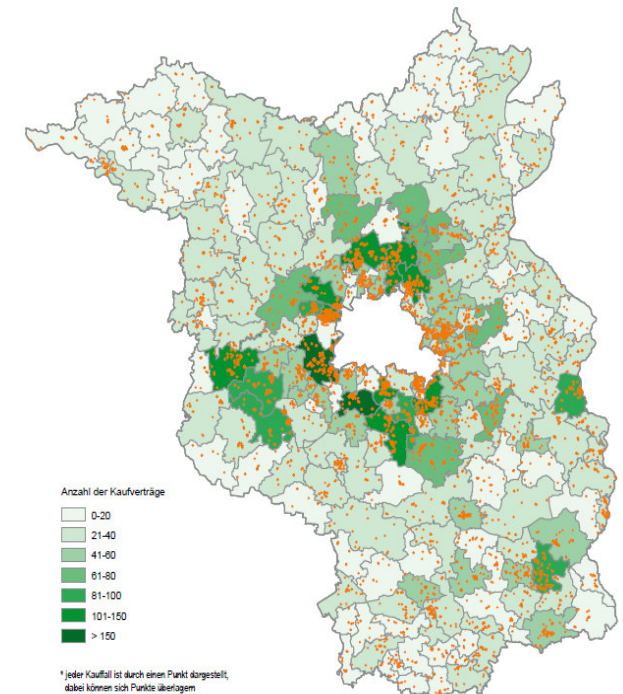 Anzahl der Kaufverträge
0-20
21-40
41-60
61-80
81-100
101-150
> 150
* jeder Kauffall ist durch einen Punkt dargestellt,
dabei können sich Punkte überlagern